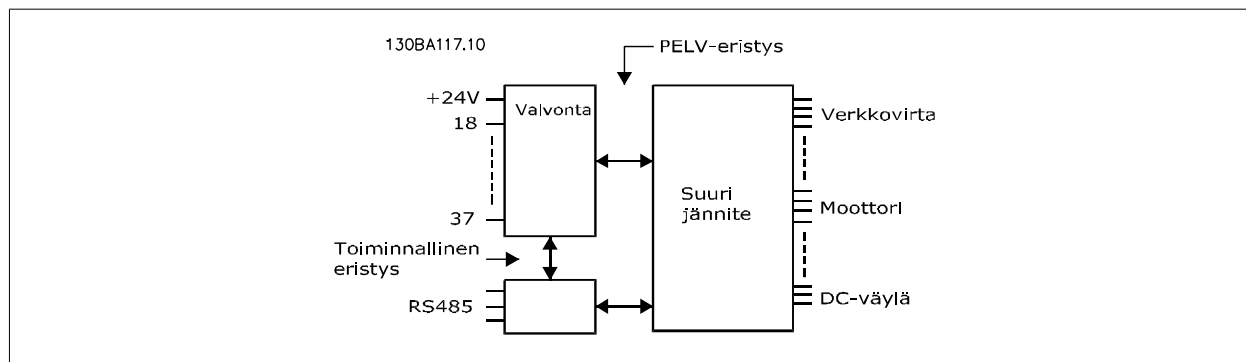 130BA117.10
PELV-eristys
+24V
Valvonta
18
37
Toiminnallinen
eristys
RS485
Suuri
jännite
Verkkovirta
Moottori
DC-väylä